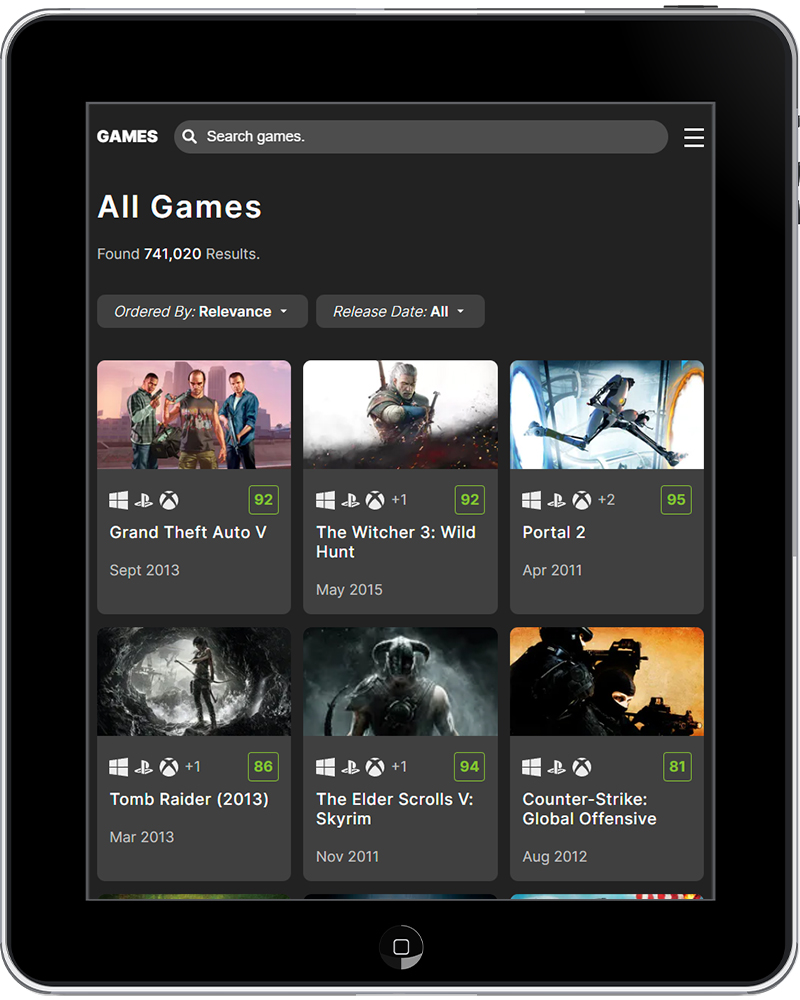 GAMES Search games.
All Games
Found 741,020 Results.
Ordered By: Relevance Release Date: All
92
Grand Theft Auto V
Sept 2013
+1 92
The Witcher 3: Wild
Hunt
May 2015
+2 95
Portal 2
Apr 2011
+1 86
Tomb Raider (2013)
Mar 2013
+1 94
The Elder Scrolls V:
Skyrim
Nov 2011
81
Counter-Strike:
Global Offensive
Aug 2012